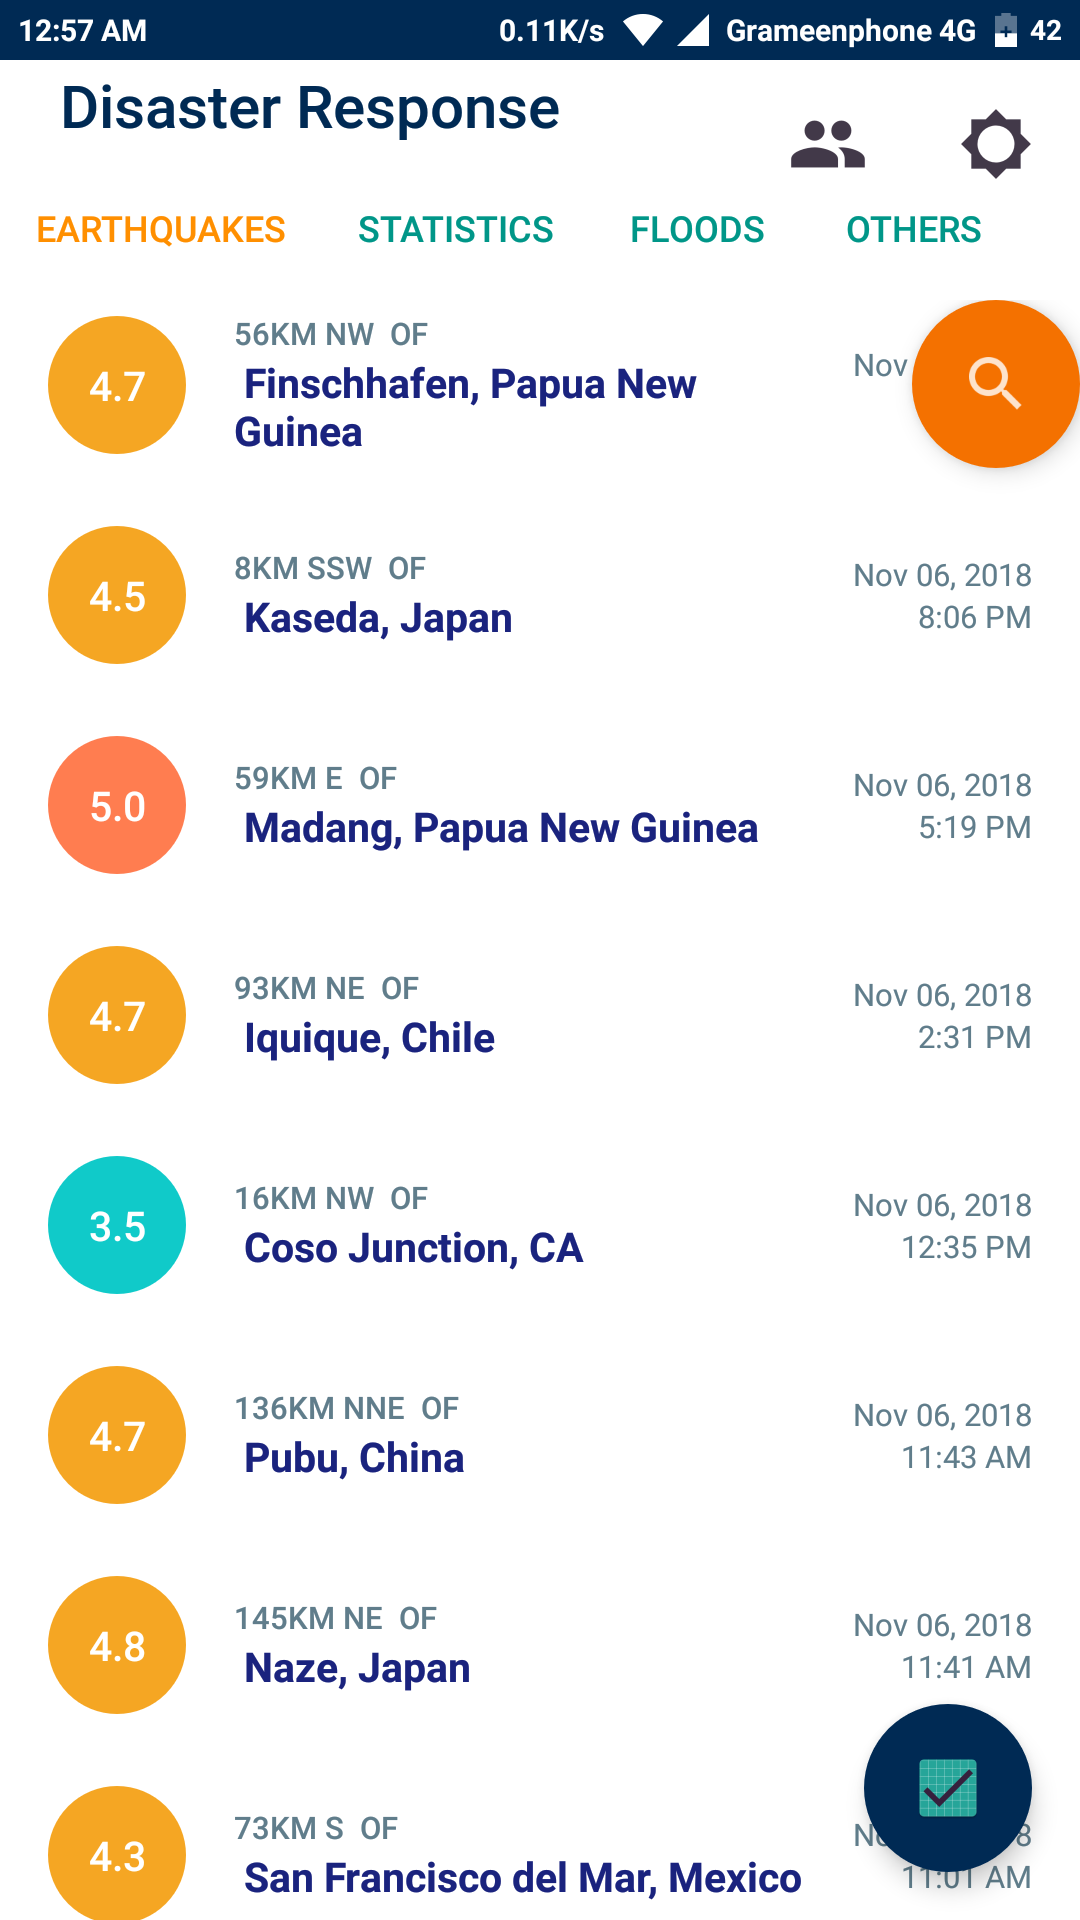 12:57 AM 0.11K/s Grameenphone 4G 42
Disaster Response
EARTHQUAKES STATISTICS FLOODS OTHERS
4.7
56KM NW OF
Finschhafen, Papua New
Guinea
Nov
4.5
8KM SSW OF
Kaseda, Japan
Nov 06, 2018
8:06 PM
5.0
59KM E OF
Madang, Papua New Guinea
Nov 06, 2018
5:19 PM
4.7
93KM NE OF
Iquique, Chile
Nov 06, 2018
2:31 PM
3.5
16KM NW OF
Coso Junction, CA
Nov 06, 2018
12:35 PM
4.7
136KM NNE OF
Pubu, China
Nov 06, 2018
11:43 AM
4.8
145KM NE OF
Naze, Japan
Nov 06, 2018
11:41 AM
4.3
73KM S OF
San Francisco del Mar, Mexico
11:01 AM